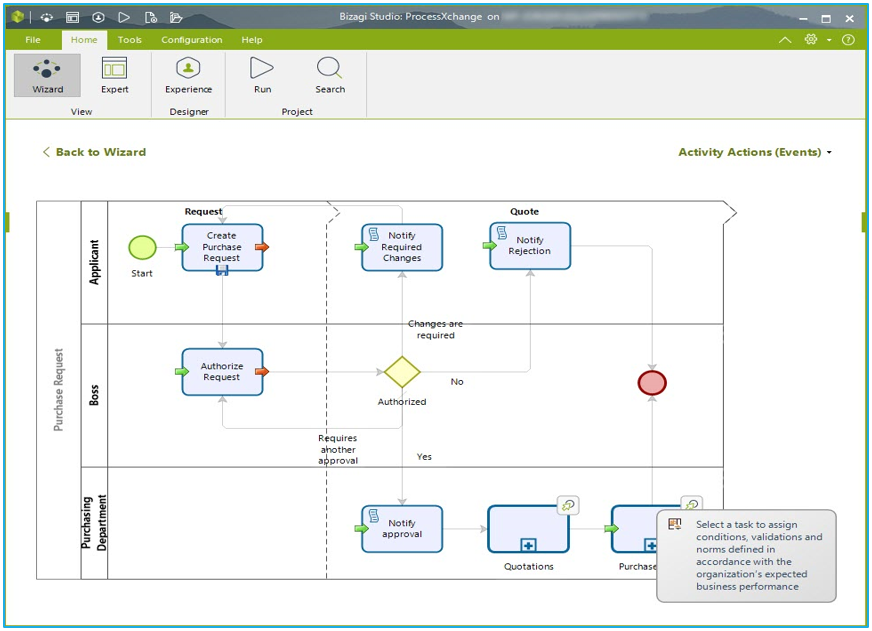 Bizagi Studio: ProcessXchange on
File
Home
Tools
Configuration
Help
Wizard
Expert
Experience
Run
Search
View
Designer
Project
Back to Wizard
Activity Actions (Events)
Purchase Request
Applicant
Boss
Purchasing
Department
Request
Quote
Start
Create
Purchase
Request
Notify
Required
Changes
Notify
Rejection
Changes are
required
Authorize
Request
Authorized
No
Requires
another
approval
Yes
Notify
approval
Quotations
Purchase
Select a task to assign
conditions, validations and
norms defined in
accordance with the
organization's expected
business performance